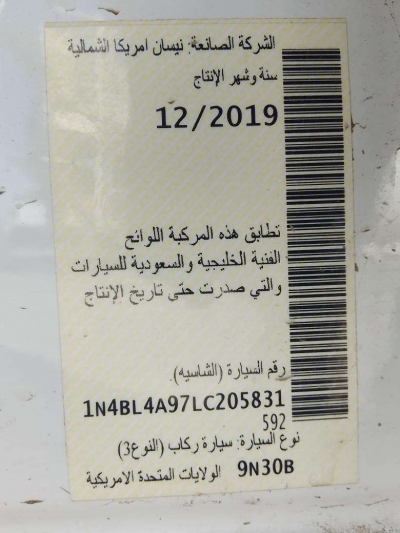 الشركة الصانعة: نيسان امريكا الشمالية
سنة وشهر الإنتاج
12/2019
تطابق هذه المركبة اللوائح
الفنية الخليجية والسعودية للسيارات
والتي صدرت حتى تاريخ الإنتاج
رقم السيارة (الشاسيه):
1N4BL4A97LC205831
592
نوع السيارة: سيارة ركاب (النوع3)
9N30B الولايات المتحدة الامريكية